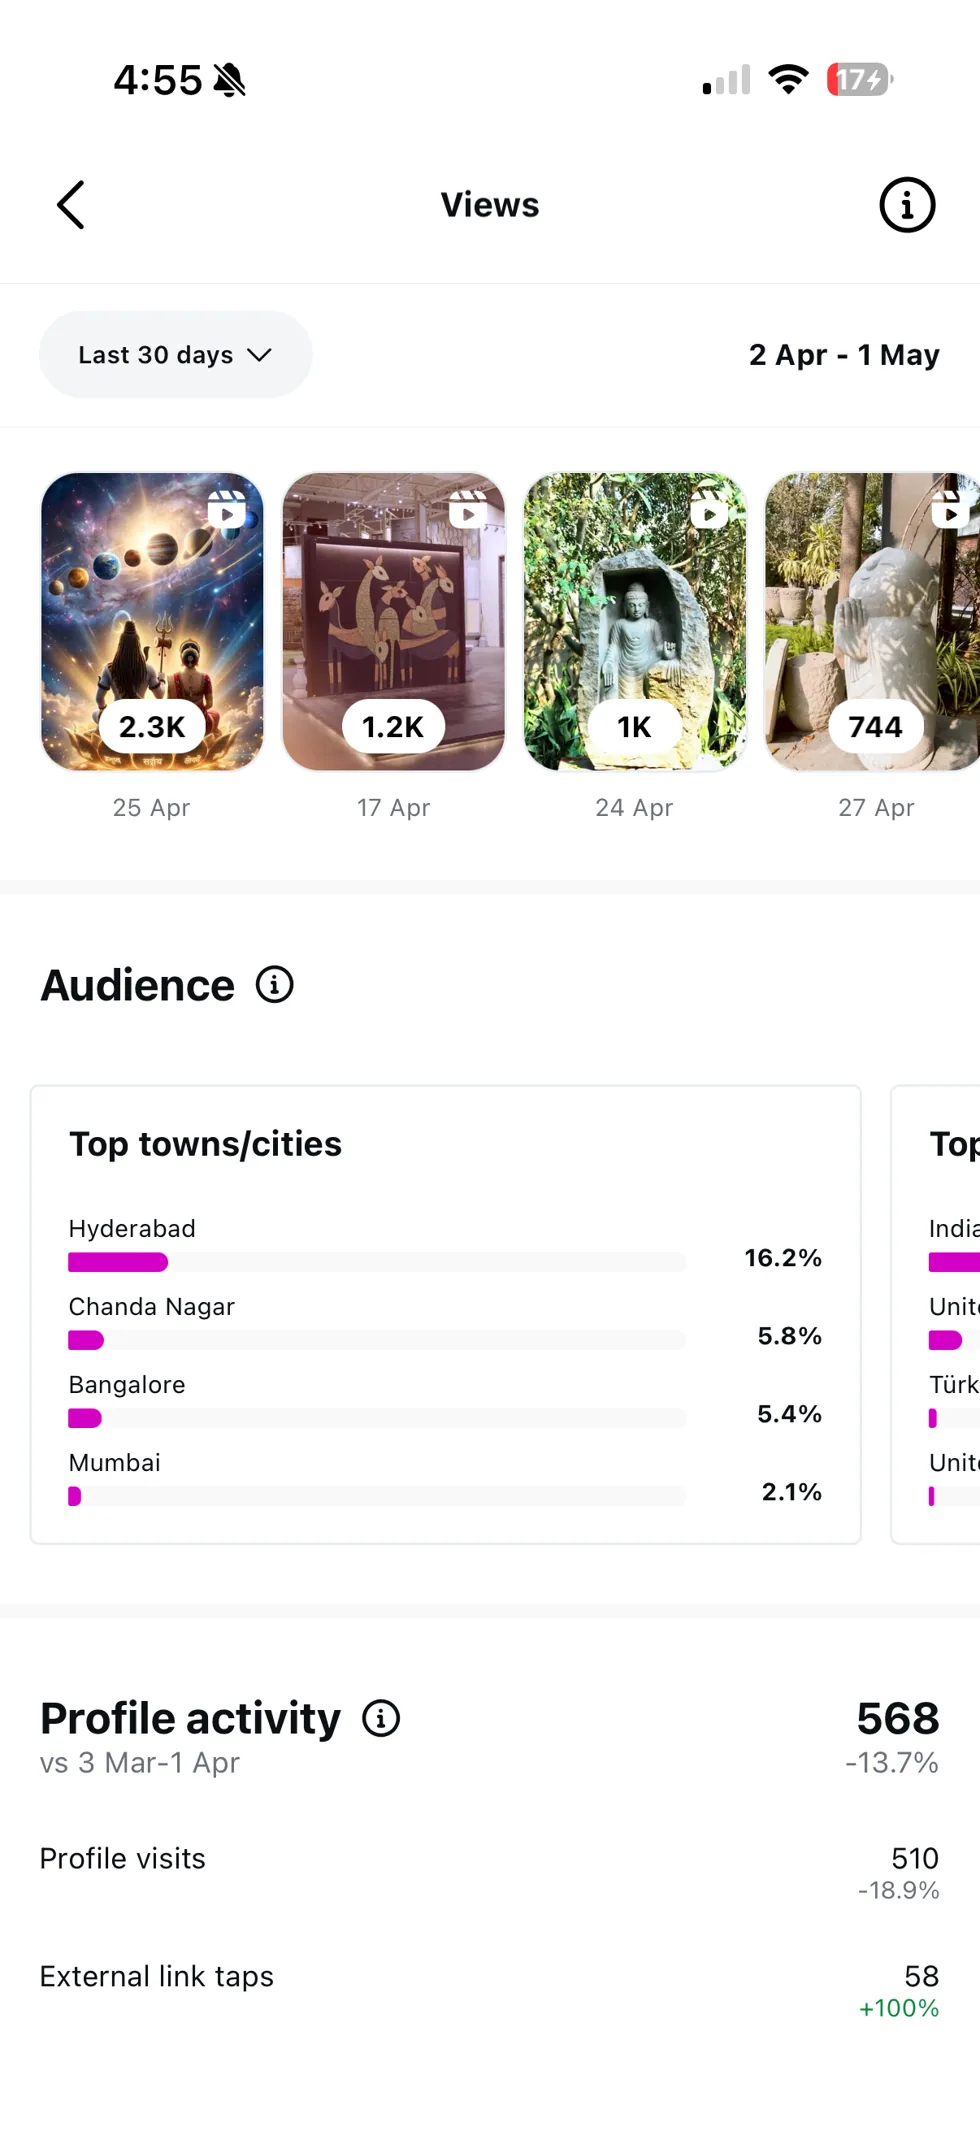 4:55
17
Views
Last 30 days
2 Apr - 1 May
2.3K
1.2K
1K
744
25 Apr
17 Apr
24 Apr
27 Apr
Audience
Top towns/cities
Top
Hyderabad
16.2%
India
Chanda Nagar
5.8%
Unit
Bangalore
5.4%
Türk
Mumbai
2.1%
Unit
Profile activity
568
vs 3 Mar-1 Apr
-13.7%
Profile visits
510
-18.9%
External link taps
58
+100%